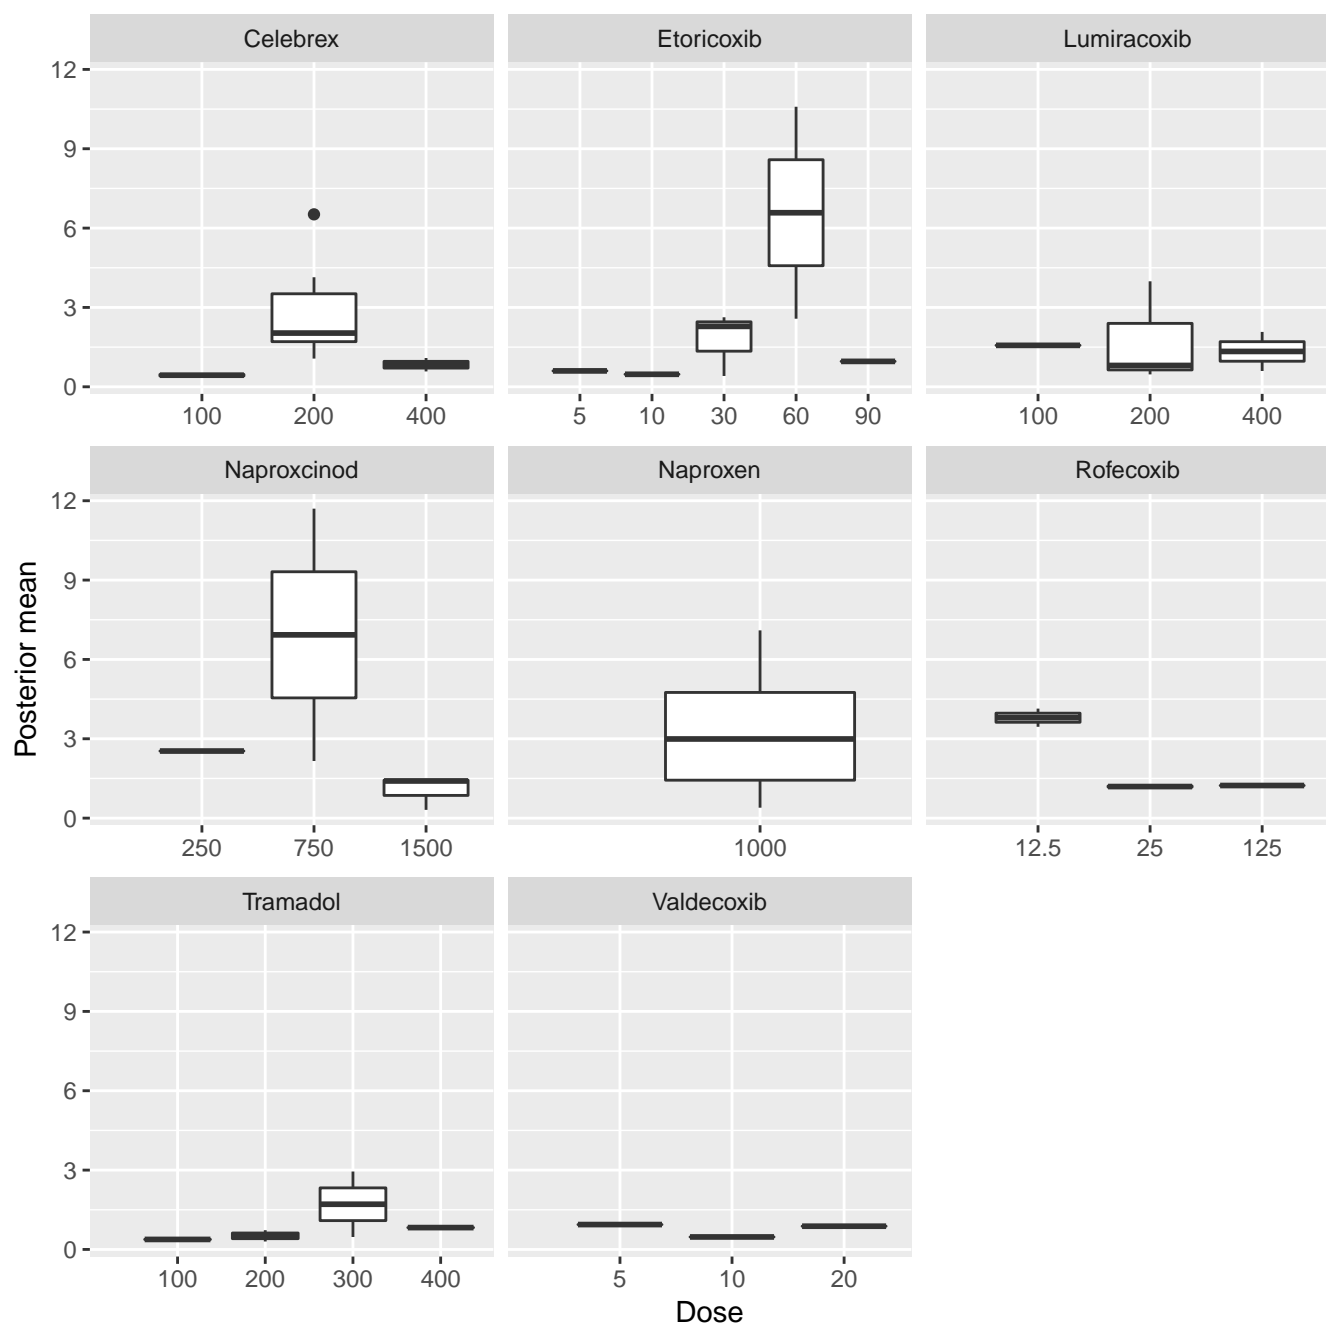 Celebrex Etoricoxib Lumiracoxib
12
9
6
3
0
100 200 400 5 10 30 60 90 100 200 400
Naproxcinod Naproxen Rofecoxib
12
9
6
3
0
250 750 1500 1000 12.5 25 125
Posterior mean
Tramadol Valdecoxib
12
9
6
3
0
100 200 300 400 5 10 20
Dose